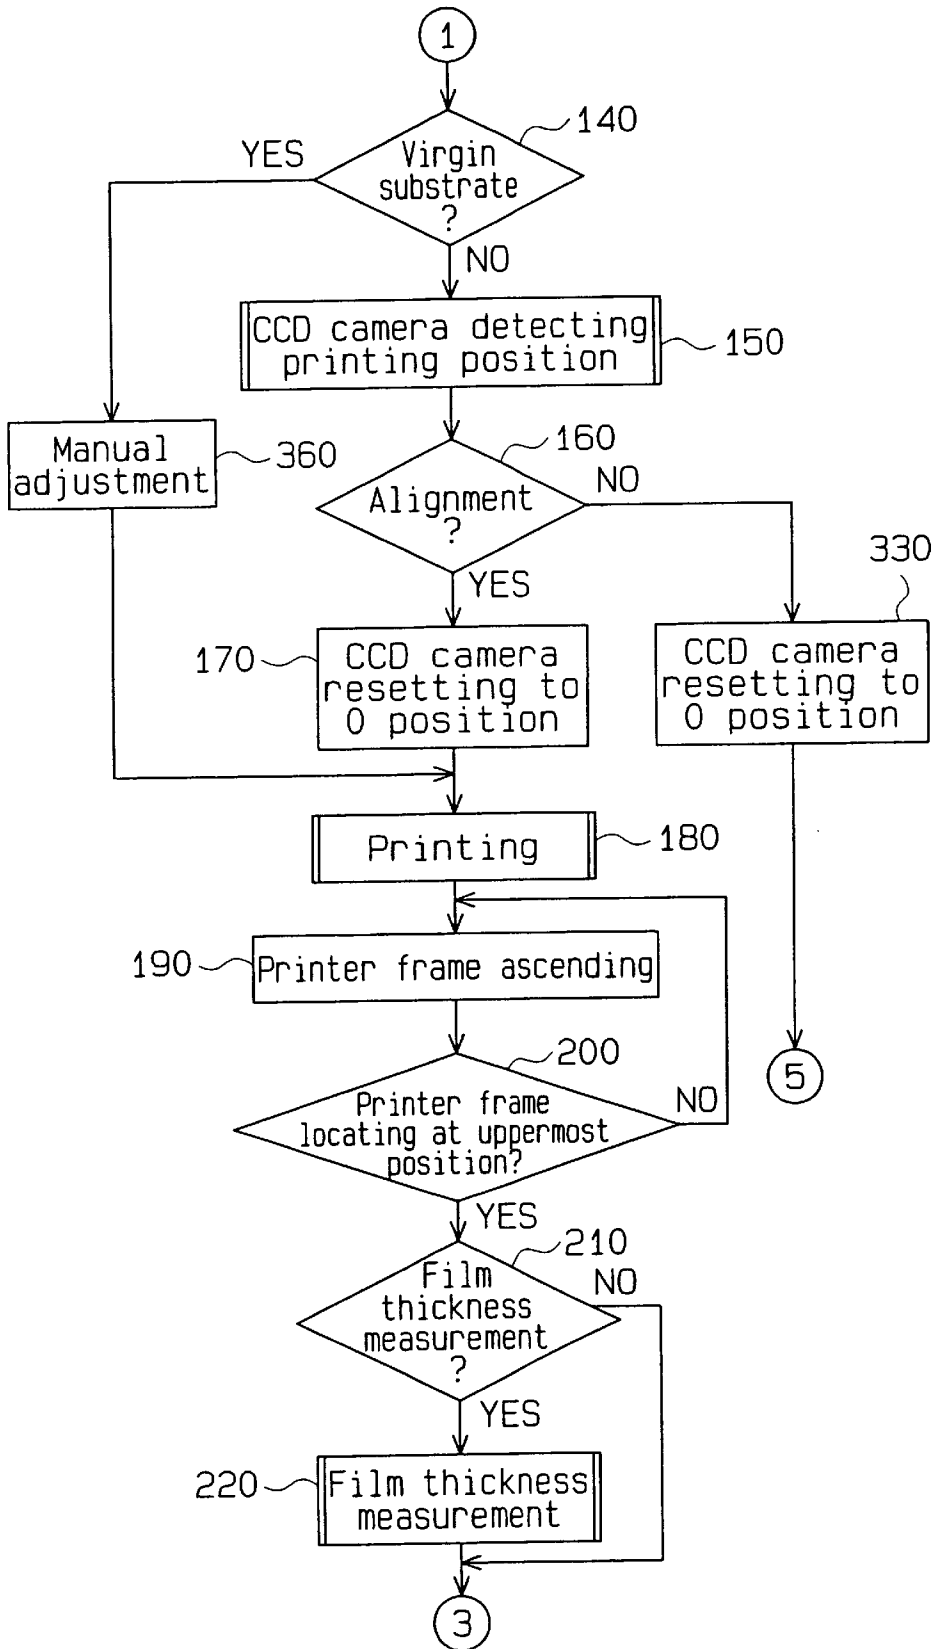 1
140
YES
Virgin
substrate
?
NO
CCD camera detecting
printing position
150
160
Manual
adjustment
360
NO
Alignment
?
330
YES
170
CCD camera
resetting to
0 position
CCD camera
resetting to
0 position
Printing
180
190
Printer frame ascending
200
5
Printer frame
locating at uppermost
position?
NO
YES
210
Film
thickness
measurement
?
NO
YES
220
Film thickness
measurement
3